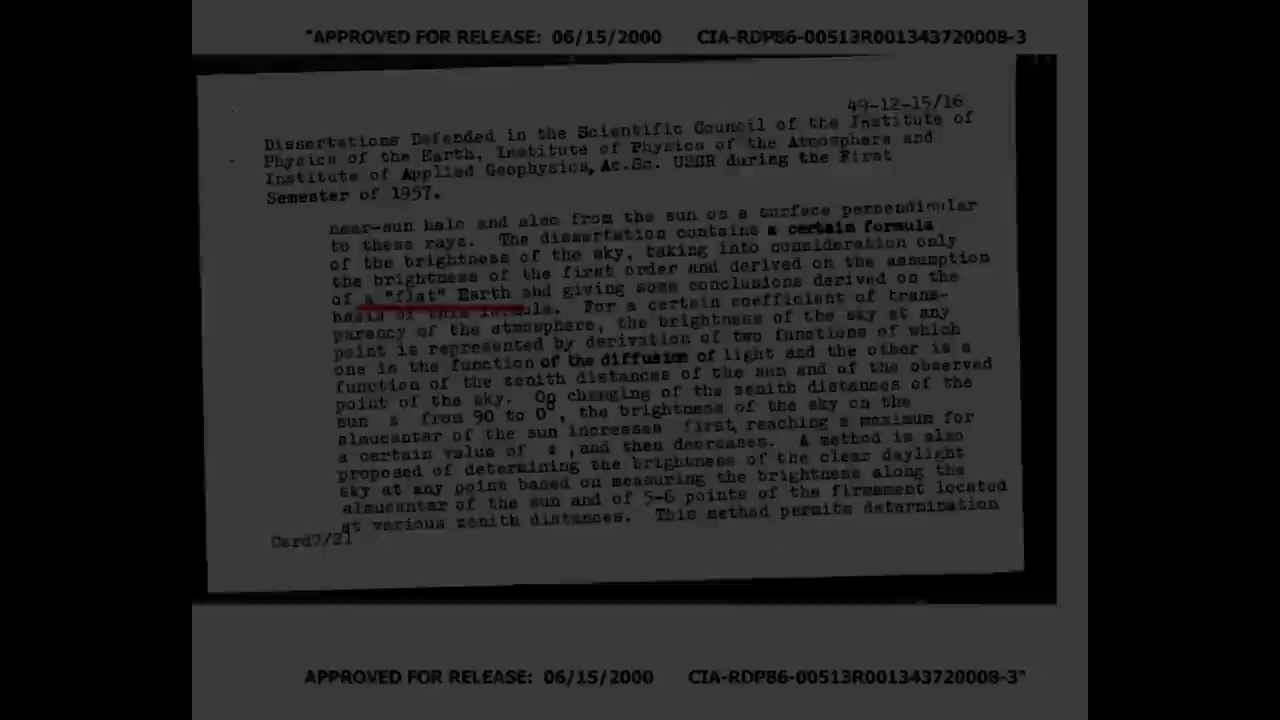 "APPROVED FOR RELEASE: 06/15/2000 CIA-RDP86-00513R001343720008-3
49-12-15/16
Dissertations Defended in the Scientific Council of the Institute of
Physics of the Earth, Institute of Physics of the Atmosphere and
Institute of Applied Geophysics, Ac.Sc. USSR during the First
Semester of 1957.
near-sun halo and also from the sun on a surface perpendicular
to these rays. The dissertation contains a certain formula
of the brightness of the sky, taking into consideration only
the brightness of the first order and derived on the assumption
of a "flat" Earth and giving some conclusions derived on the
basis of this formula. For a certain coefficient of trans-
parency of the atmosphere, the brightness of the sky at any
point is represented by derivation of two functions of which
one is the function of the diffusion of light and the other is a
function of the zenith distances of the sun and of the observed
point of the sky. On changing of the zenith distances of the
sun z from 90 to 0°, the brightness of the sky on the
almucantar of the sun increases first, reaching a maximum for
a certain value of z, and then decreases. A method is also
proposed of determining the brightness of the clear daylight
sky at any point based on measuring the brightness along the
almucantar of the sun and of 5-6 points of the firmament located
at various zenith distances. This method permits determination
Card7/21
APPROVED FOR RELEASE: 06/15/2000 CIA-RDP86-00513R001343720008-3"